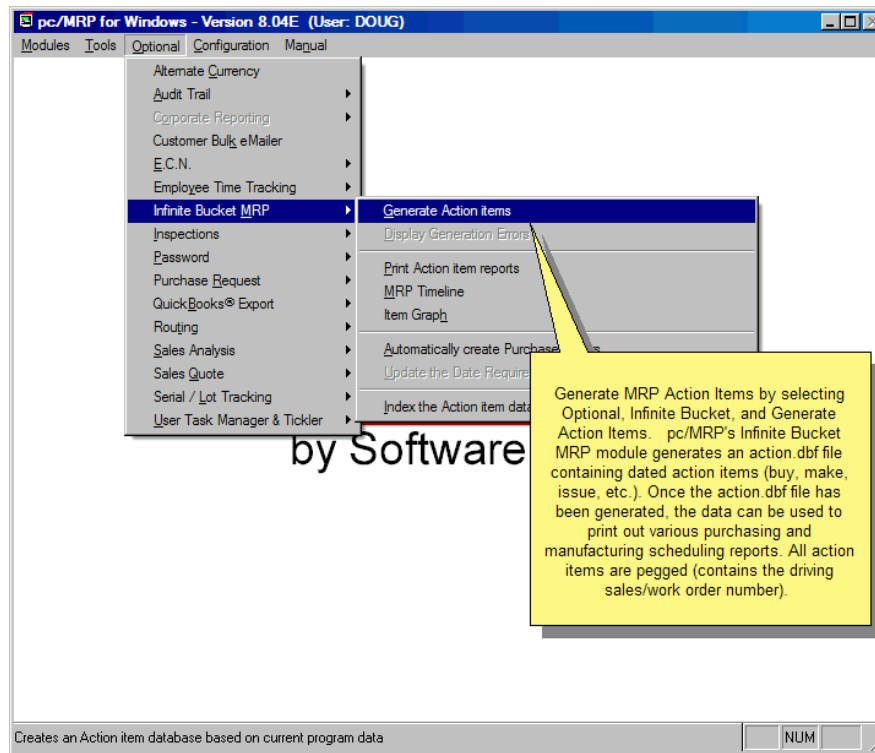 pc/MRP for Windows - Version 8.04E (User: DOUG)
Modules Tools Optional Configuration Manual
Alternate Currency
Audit Trail
Corporate Reporting
Customer Bulk eMailer
E.C.N.
Employee Time Tracking
Infinite Bucket MRP
Inspections
Password
Purchase Request
QuickBooks® Export
Routing
Sales Analysis
Sales Quote
Serial / Lot Tracking
User Task Manager & Tickler
Generate Action items
Display Generation Errors
Print Action item reports
MRP Timeline
Item Graph
Automatically create Purchase
Update the Date
Index the Action item
Generate MRP Action Items by selecting
Optional, Infinite Bucket, and Generate
Action Items. pc/MRP's Infinite Bucket
MRP module generates an action.dbf file
containing dated action items (buy, make,
issue, etc.). Once the action.dbf file has
been generated, the data can be used to
print out various purchasing and
manufacturing scheduling reports. All action
items are pegged (contains the driving
sales/work order number).
by Software
Creates an Action item database based on current program data
NUM